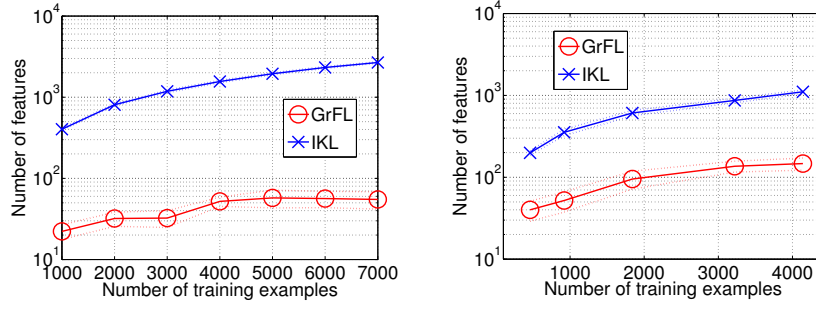 10^4
10^3
10^2
10^1
Number of features
GrFL
IKL
1000 2000 3000 4000 5000 6000 7000
Number of training examples
10^4
10^3
10^2
10^1
Number of features
GrFL
IKL
1000 2000 3000 4000
Number of training examples